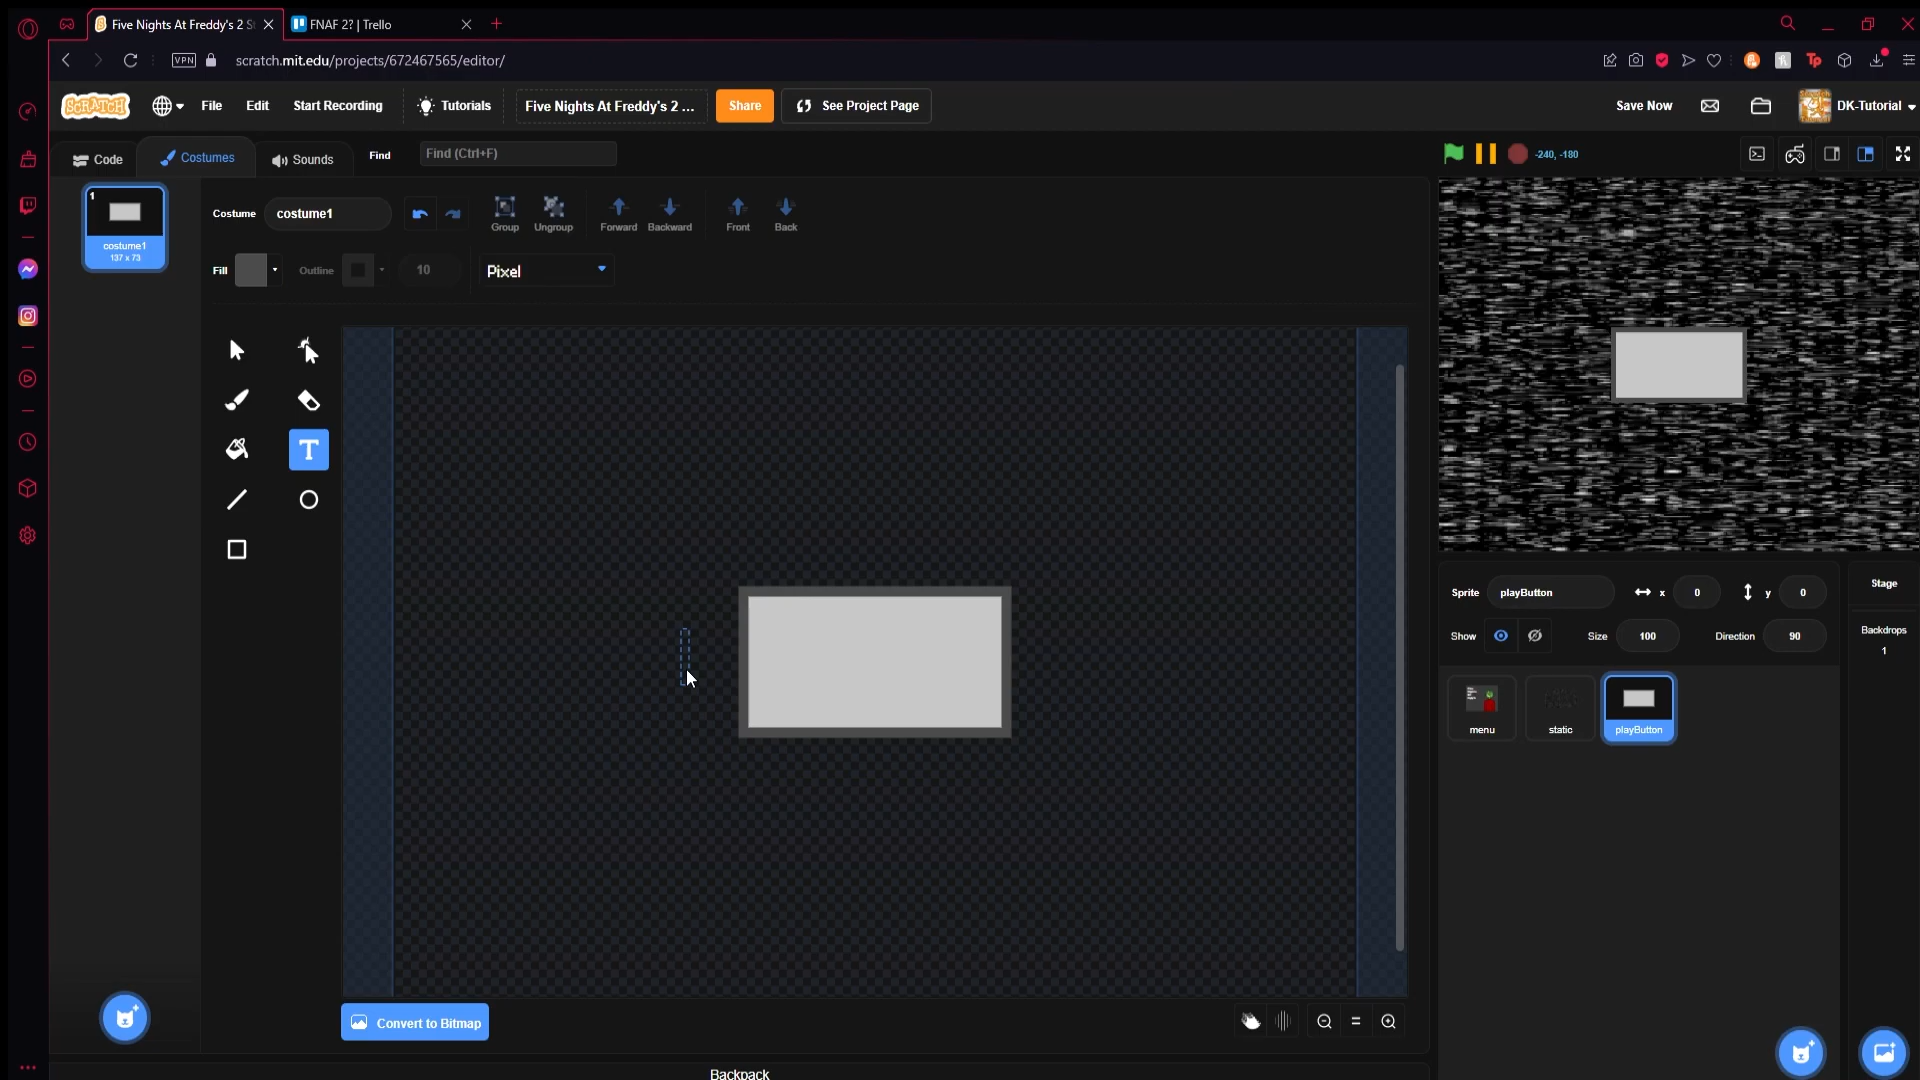 Five Nights At Freddy's 2
FNAF 2? | Trello
VPN
scratch.mit.edu/projects/672467565/editor/
Tp
SCRATCH
File
Edit
Start Recording
Tutorials
Five Nights At Freddy's 2 ...
Share
See Project Page
Save Now
DK-Tutorial
Code
Costumes
Sounds
Find
Find (Ctrl+F)
-240, -180
1
costume1
137 x 73
Costume
costume1
Group
Ungroup
Forward
Backward
Front
Back
Fill
Outline
10
Pixel
T
Sprite
playButton
x
0
y
0
Show
Size
100
Direction
90
Stage
Backdrops
1
menu
static
playButton
Convert to Bitmap
Backpack